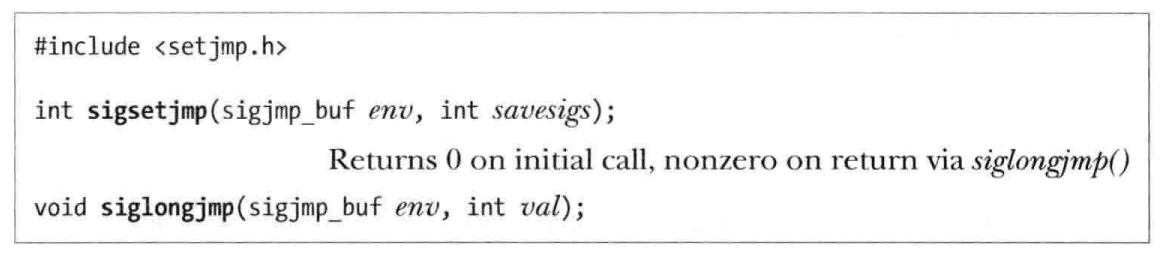 #include <setjmp.h>
int sigsetjmp(sigjmp_buf env, int savesigs);
Returns 0 on initial call, nonzero on return via siglongjmp()
void siglongjmp(sigjmp_buf env, int val);